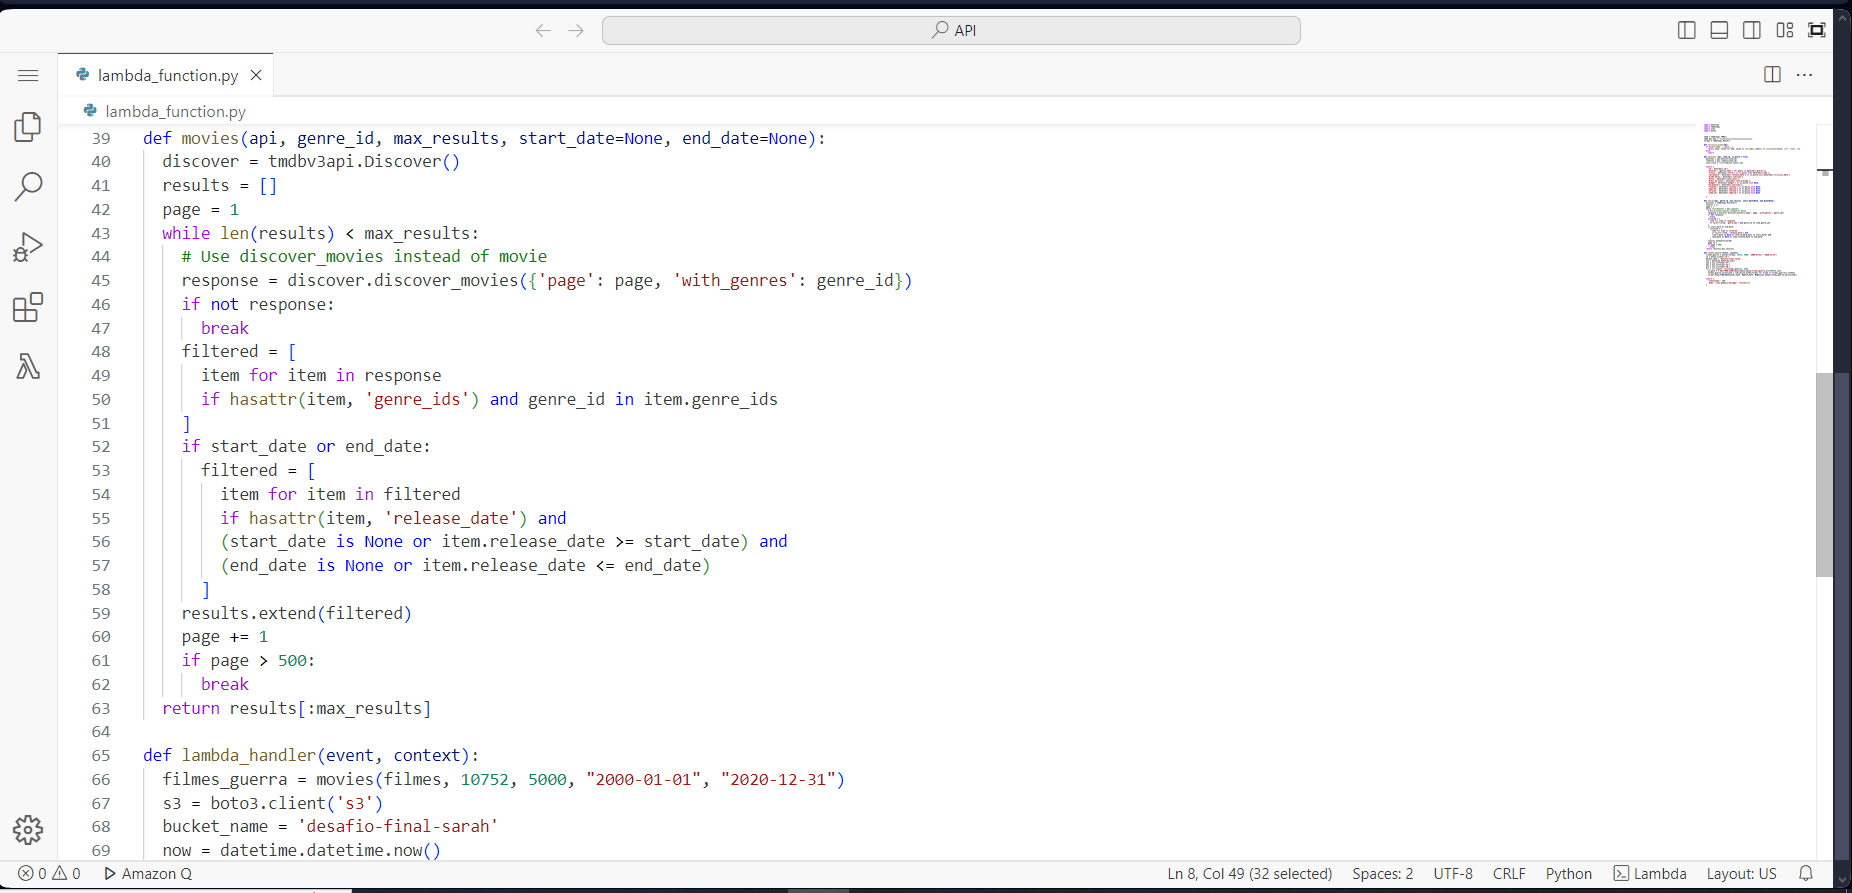 API
lambda_function.py
lambda_function.py
39 def movies(api, genre_id, max_results, start_date=None, end_date=None):
40 discover = tmdbv3api.Discover()
41 results = []
42 page = 1
43 while len(results) < max_results:
44 # Use discover_movies instead of movie
45 response = discover.discover_movies({'page': page, 'with_genres': genre_id})
46 if not response:
47 break
48 filtered = [
49 item for item in response
50 if hasattr(item, 'genre_ids') and genre_id in item.genre_ids
51 ]
52 if start_date or end_date:
53 filtered = [
54 item for item in filtered
55 if hasattr(item, 'release_date') and
56 (start_date is None or item.release_date >= start_date) and
57 (end_date is None or item.release_date <= end_date)
58 ]
59 results.extend(filtered)
60 page += 1
61 if page > 500:
62 break
63 return results[:max_results]
64
65 def lambda_handler(event, context):
66 filmes_guerra = movies(filmes, 10752, 5000, "2000-01-01", "2020-12-31")
67 s3 = boto3.client('s3')
68 bucket_name = 'desafio-final-sarah'
69 now = datetime.datetime.now()
0 0 Amazon Q Ln 8, Col 49 (32 selected) Spaces: 2 UTF-8 CRLF Python Lambda Layout: US